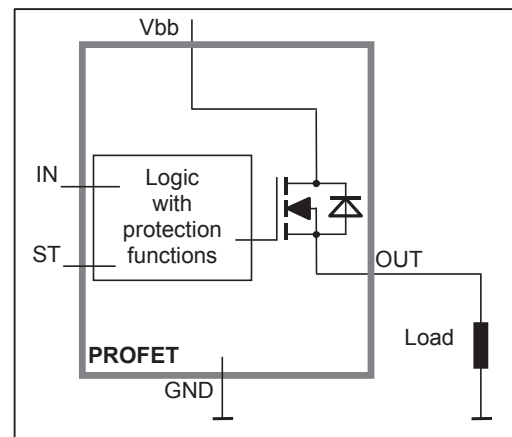 Vbb
IN
Logic
with
protection
functions
ST
OUT
Load
PROFET
GND